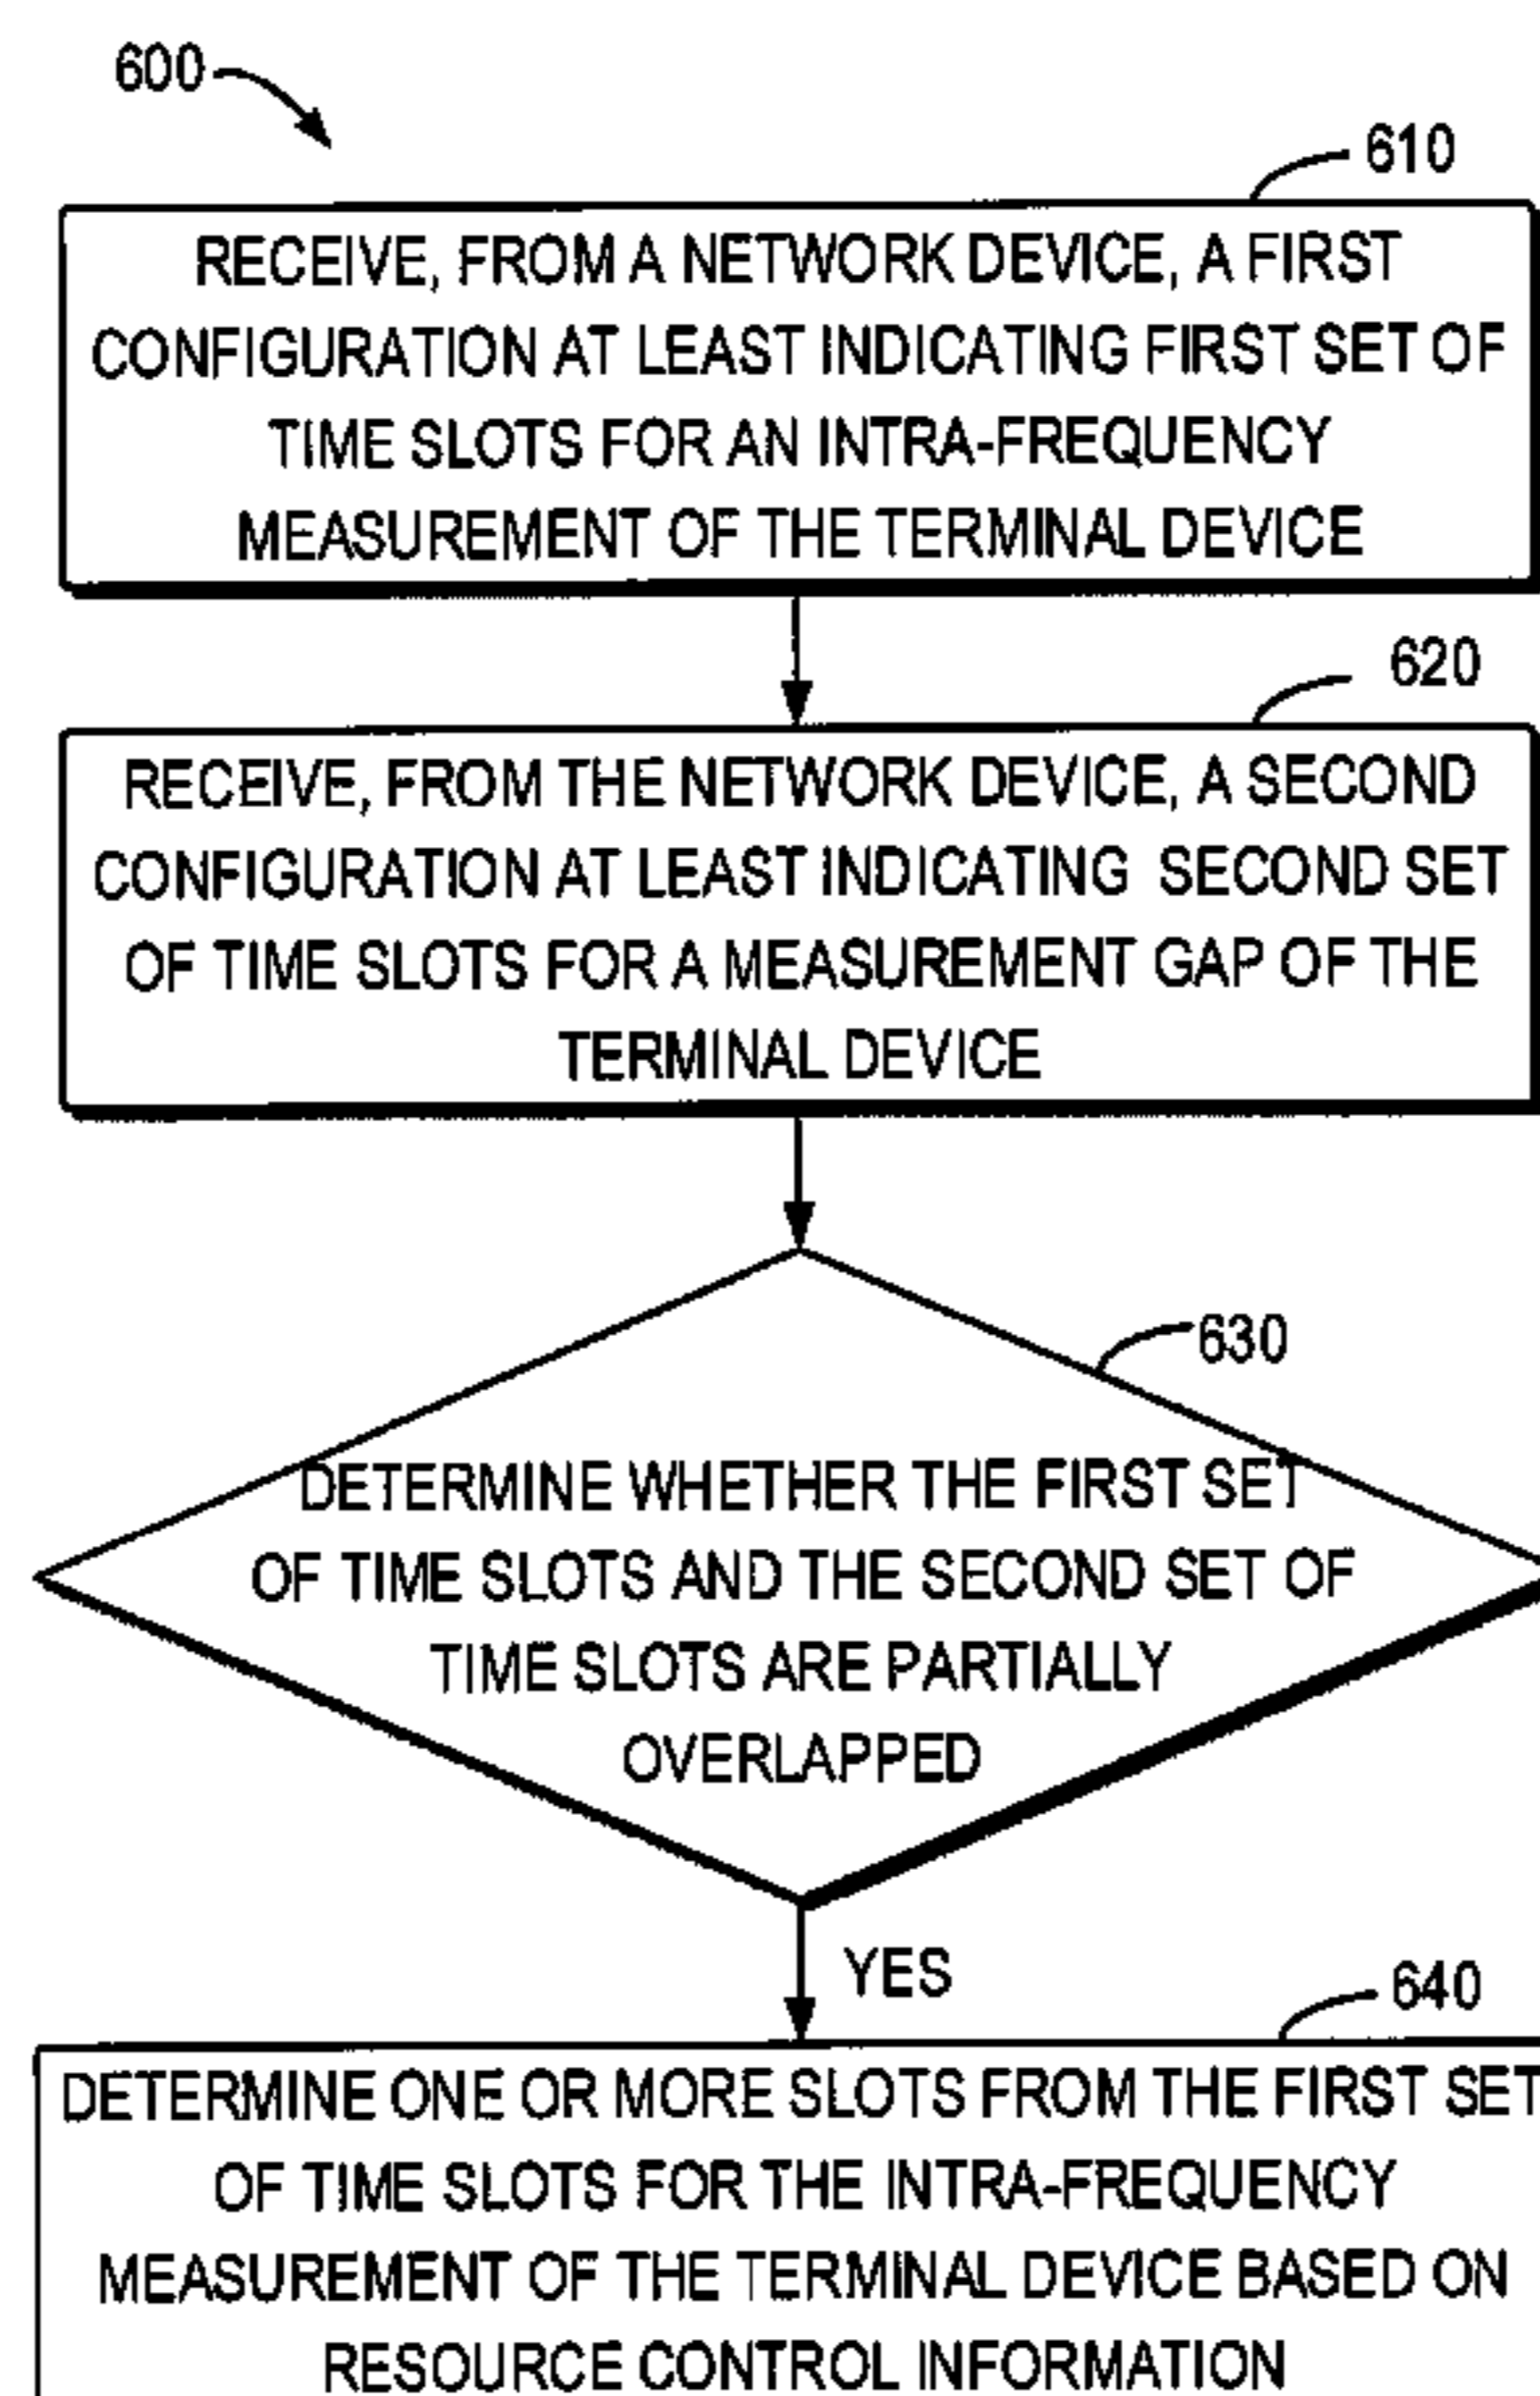 600
610
RECEIVE, FROM A NETWORK DEVICE, A FIRST
CONFIGURATION AT LEAST INDICATING FIRST SET OF
TIME SLOTS FOR AN INTRA-FREQUENCY
MEASUREMENT OF THE TERMINAL DEVICE
620
RECEIVE, FROM THE NETWORK DEVICE, A SECOND
CONFIGURATION AT LEAST INDICATING SECOND SET
OF TIME SLOTS FOR A MEASUREMENT GAP OF THE
TERMINAL DEVICE
630
DETERMINE WHETHER THE FIRST SET
OF TIME SLOTS AND THE SECOND SET OF
TIME SLOTS ARE PARTIALLY
OVERLAPPED
YES
640
DETERMINE ONE OR MORE SLOTS FROM THE FIRST SET
OF TIME SLOTS FOR THE INTRA-FREQUENCY
MEASUREMENT OF THE TERMINAL DEVICE BASED ON
RESOURCE CONTROL INFORMATION